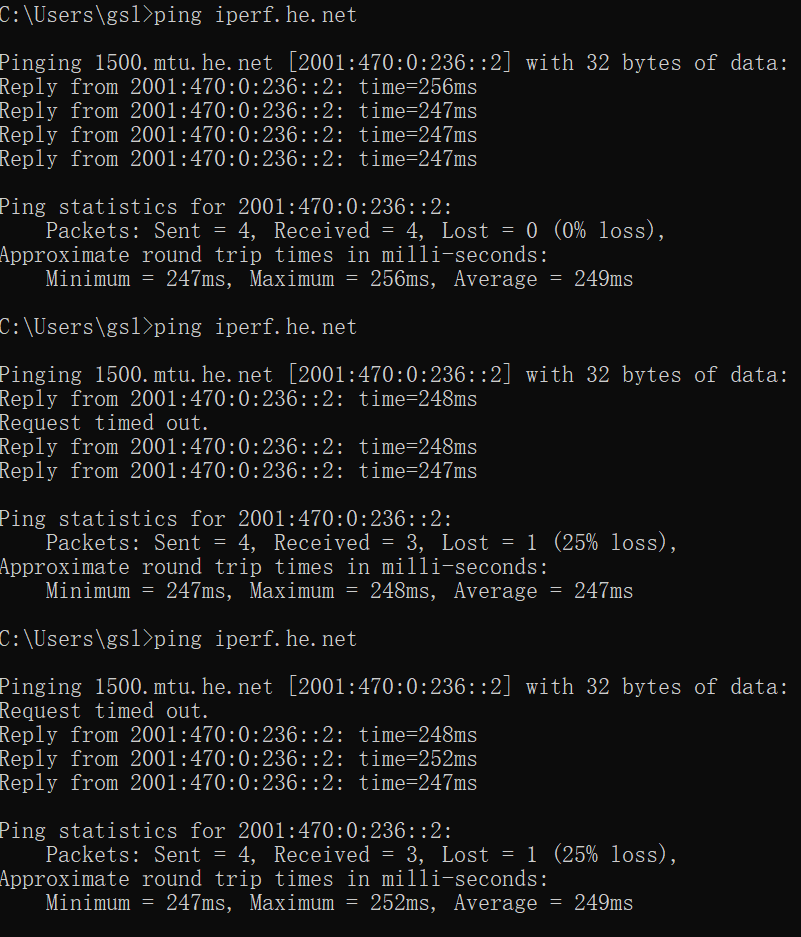 C:\Users\gsl>ping iperf.he.net
Pinging 1500.mtu.he.net [2001:470:0:236::2] with 32 bytes of data:
Reply from 2001:470:0:236::2: time=256ms
Reply from 2001:470:0:236::2: time=247ms
Reply from 2001:470:0:236::2: time=247ms
Reply from 2001:470:0:236::2: time=247ms
Ping statistics for 2001:470:0:236::2:
Packets: Sent = 4, Received = 4, Lost = 0 (0% loss),
Approximate round trip times in milli-seconds:
Minimum = 247ms, Maximum = 256ms, Average = 249ms
C:\Users\gsl>ping iperf.he.net
Pinging 1500.mtu.he.net [2001:470:0:236::2] with 32 bytes of data:
Reply from 2001:470:0:236::2: time=248ms
Request timed out.
Reply from 2001:470:0:236::2: time=248ms
Reply from 2001:470:0:236::2: time=247ms
Ping statistics for 2001:470:0:236::2:
Packets: Sent = 4, Received = 3, Lost = 1 (25% loss),
Approximate round trip times in milli-seconds:
Minimum = 247ms, Maximum = 248ms, Average = 247ms
C:\Users\gsl>ping iperf.he.net
Pinging 1500.mtu.he.net [2001:470:0:236::2] with 32 bytes of data:
Request timed out.
Reply from 2001:470:0:236::2: time=248ms
Reply from 2001:470:0:236::2: time=252ms
Reply from 2001:470:0:236::2: time=247ms
Ping statistics for 2001:470:0:236::2:
Packets: Sent = 4, Received = 3, Lost = 1 (25% loss),
Approximate round trip times in milli-seconds:
Minimum = 247ms, Maximum = 252ms, Average = 249ms